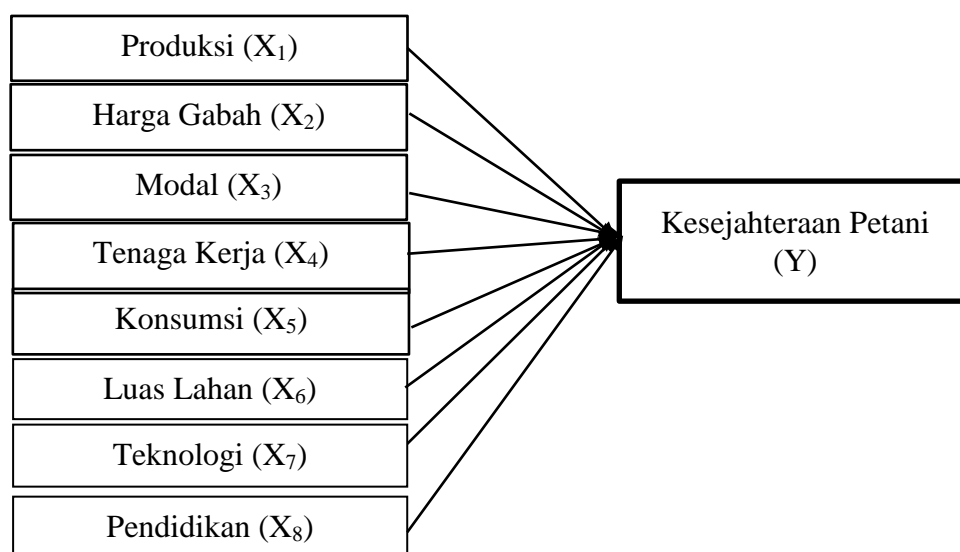 Produksi (X₁)
Harga Gabah (X₂)
Modal (X₃)
Tenaga Kerja (X₄)
Konsumsi (X₅)
Luas Lahan (X₆)
Teknologi (X₇)
Pendidikan (X₈)
Kesejahteraan Petani
(Y)